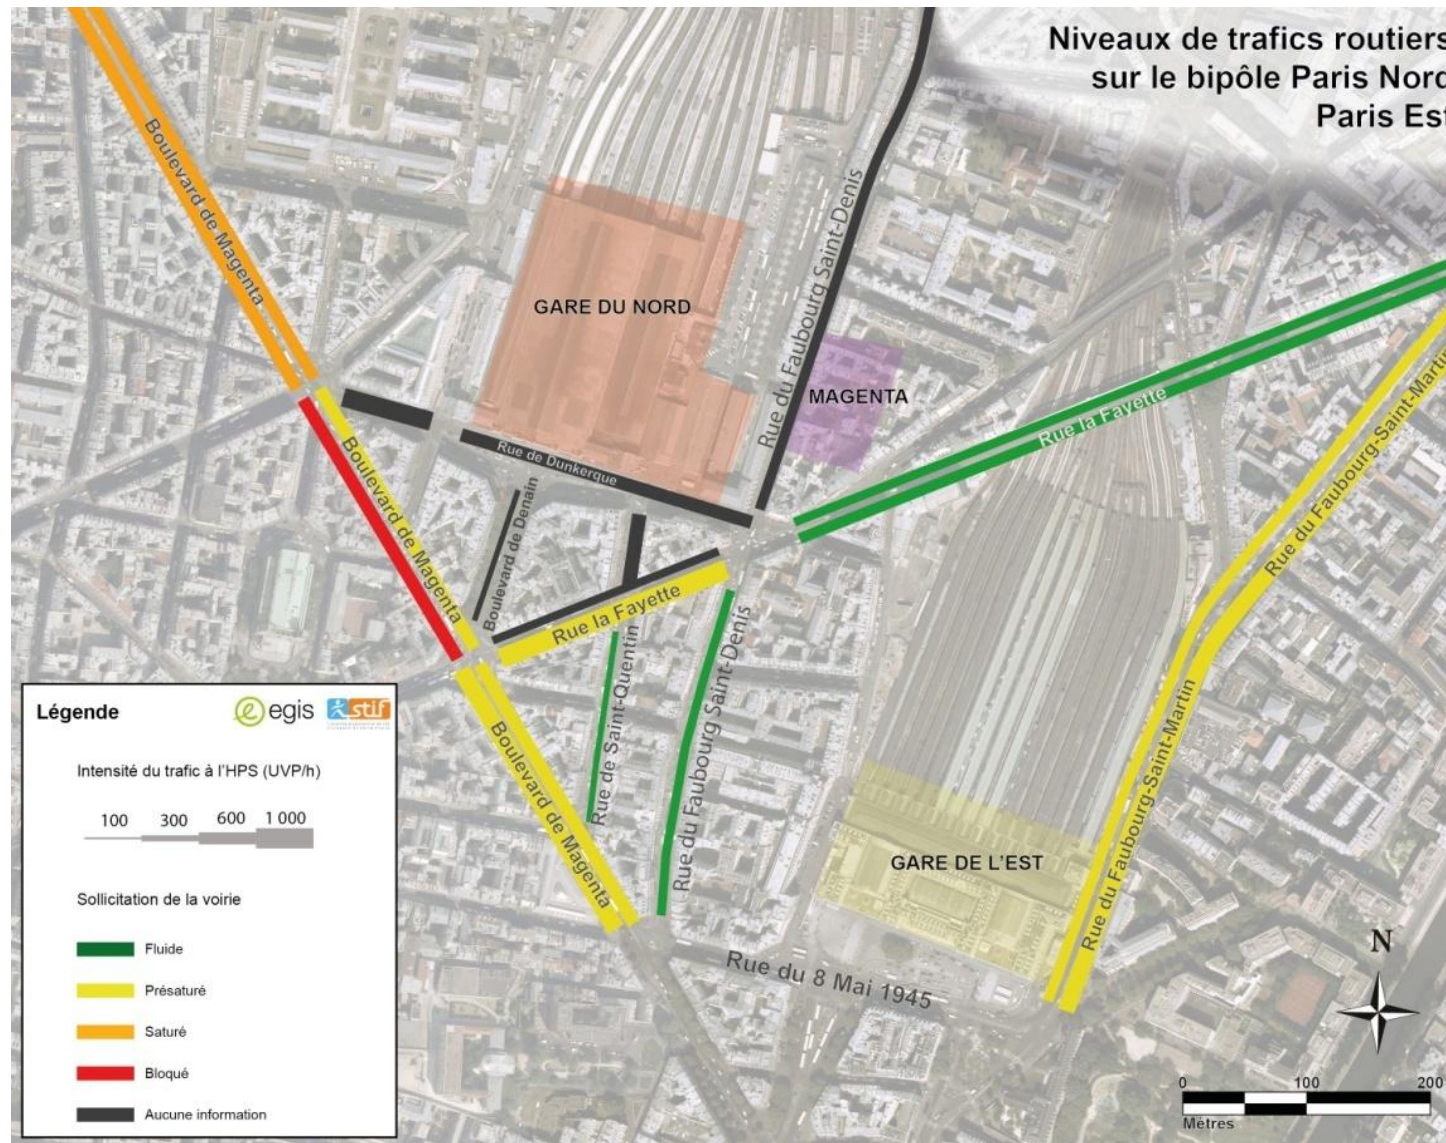 Niveaux de trafics routiers
sur le bipôle Paris Nord
Paris Est
Boulevard de Magenta
Rue du Faubourg Saint-Denis
GARE DU NORD
MAGENTA
Rue la Fayette
Rue du Faubourg-Saint-Martin
Rue de Dunkerque
Boulevard de Magenta
Boulevard de Denain
Rue la Fayette
Rue de Saint-Quentin
Rue du Faubourg Saint-Denis
Boulevard de Magenta
Rue du Faubourg-Saint-Martin
GARE DE L'EST
Rue du 8 Mai 1945
Légende
egis
stif
Intensité du trafic à l'HPS (UVP/h)
100 300 600 1 000
Sollicitation de la voirie
Fluide
Présaturé
Saturé
Bloqué
Aucune information
N
0 100 200
Mètres